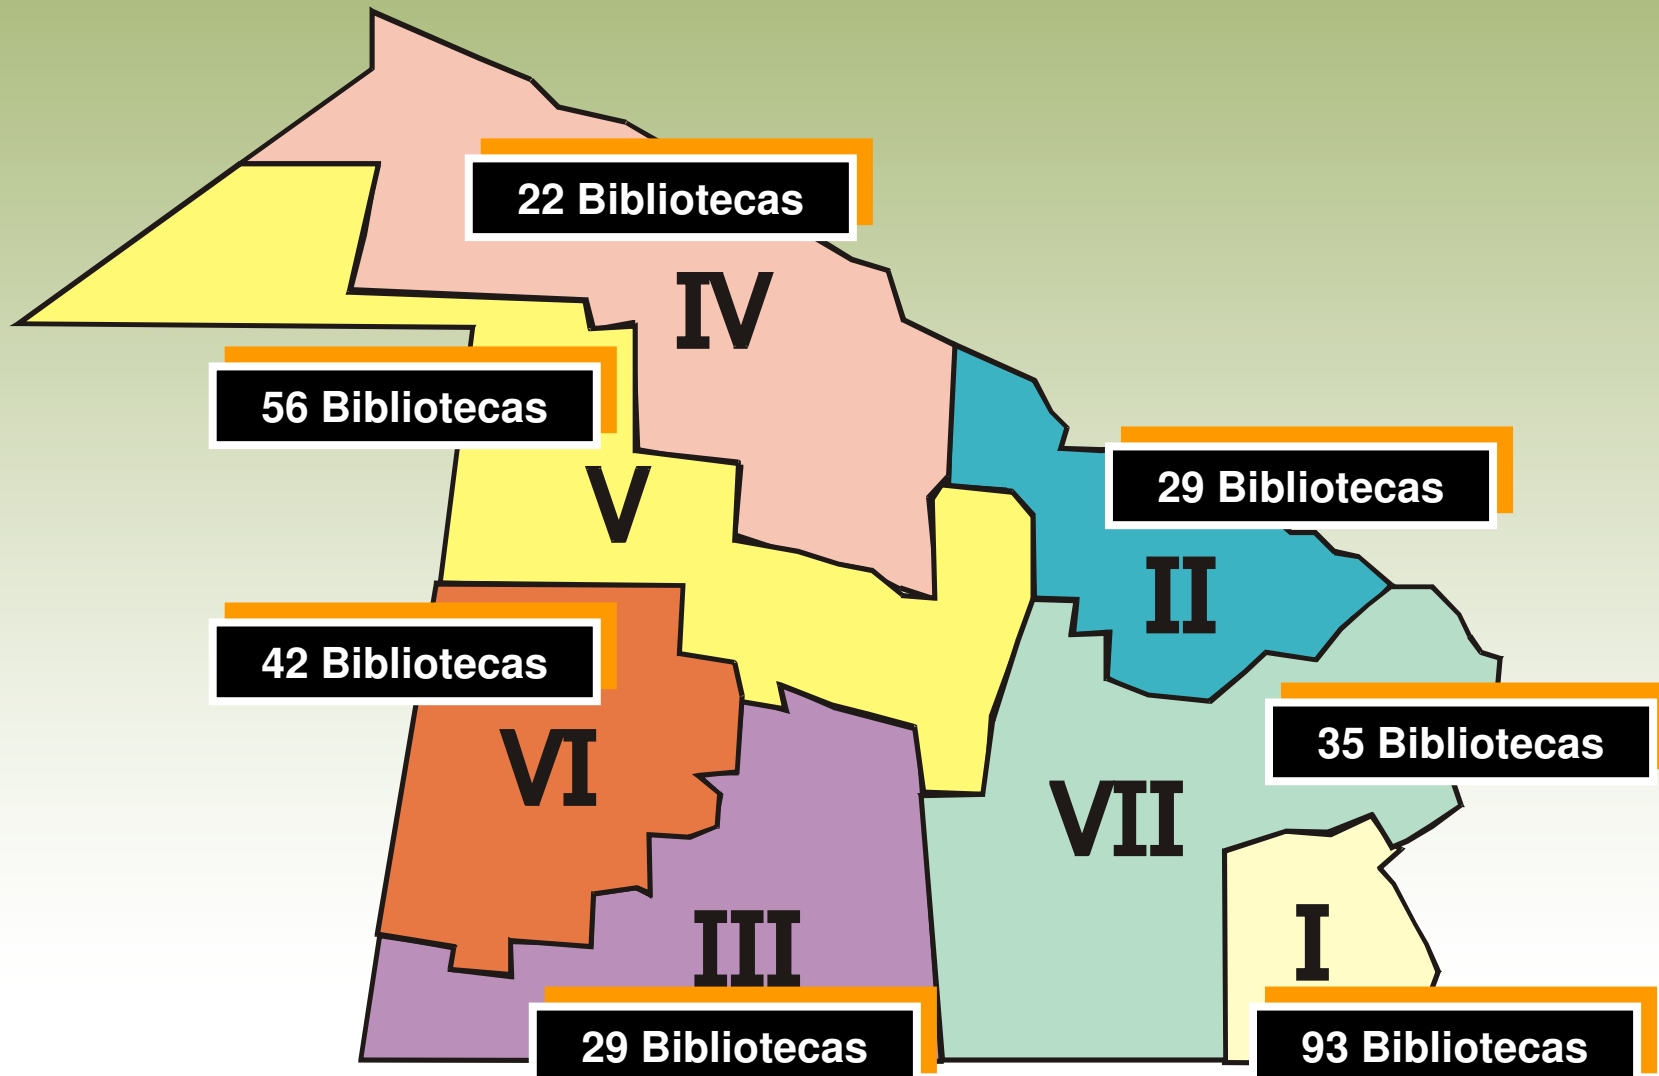 22 Bibliotecas
IV
56 Bibliotecas
V
29 Bibliotecas
II
42 Bibliotecas
VI
35 Bibliotecas
VII
III
I
29 Bibliotecas
93 Bibliotecas